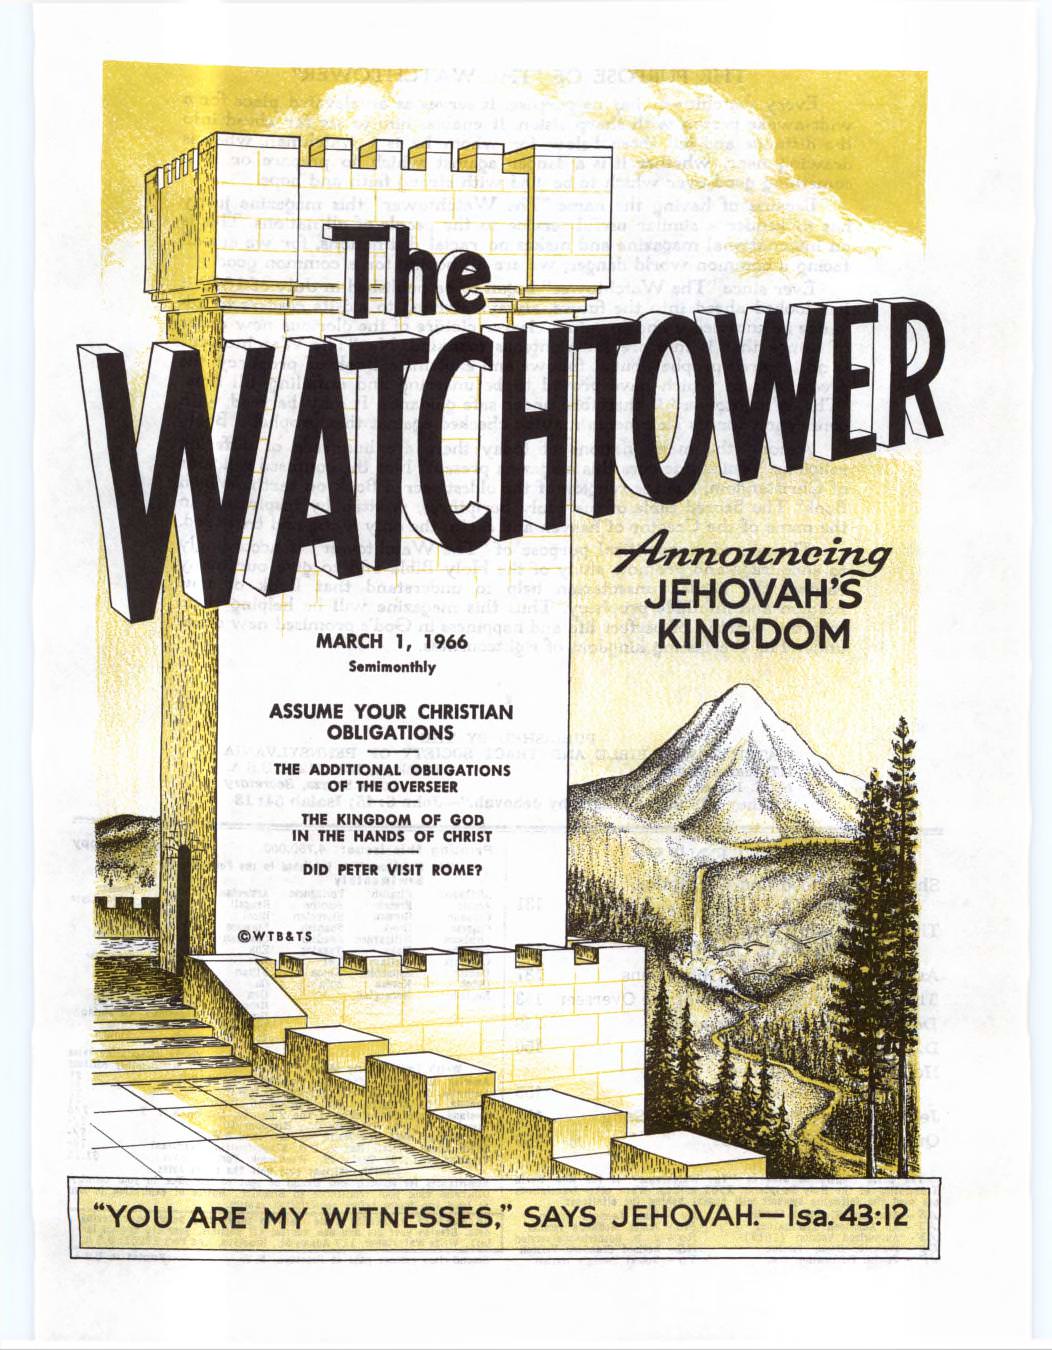 The
WATCHTOWER
Announcing
JEHOVAH'S
KINGDOM
MARCH 1, 1966
Semimonthly
ASSUME YOUR CHRISTIAN
OBLIGATIONS
THE ADDITIONAL OBLIGATIONS
OF THE OVERSEER
THE KINGDOM OF GOD
IN THE HANDS OF CHRIST
DID PETER VISIT ROME?
©WTB&TS
"YOU ARE MY WITNESSES," SAYS JEHOVAH.—Isa. 43:12